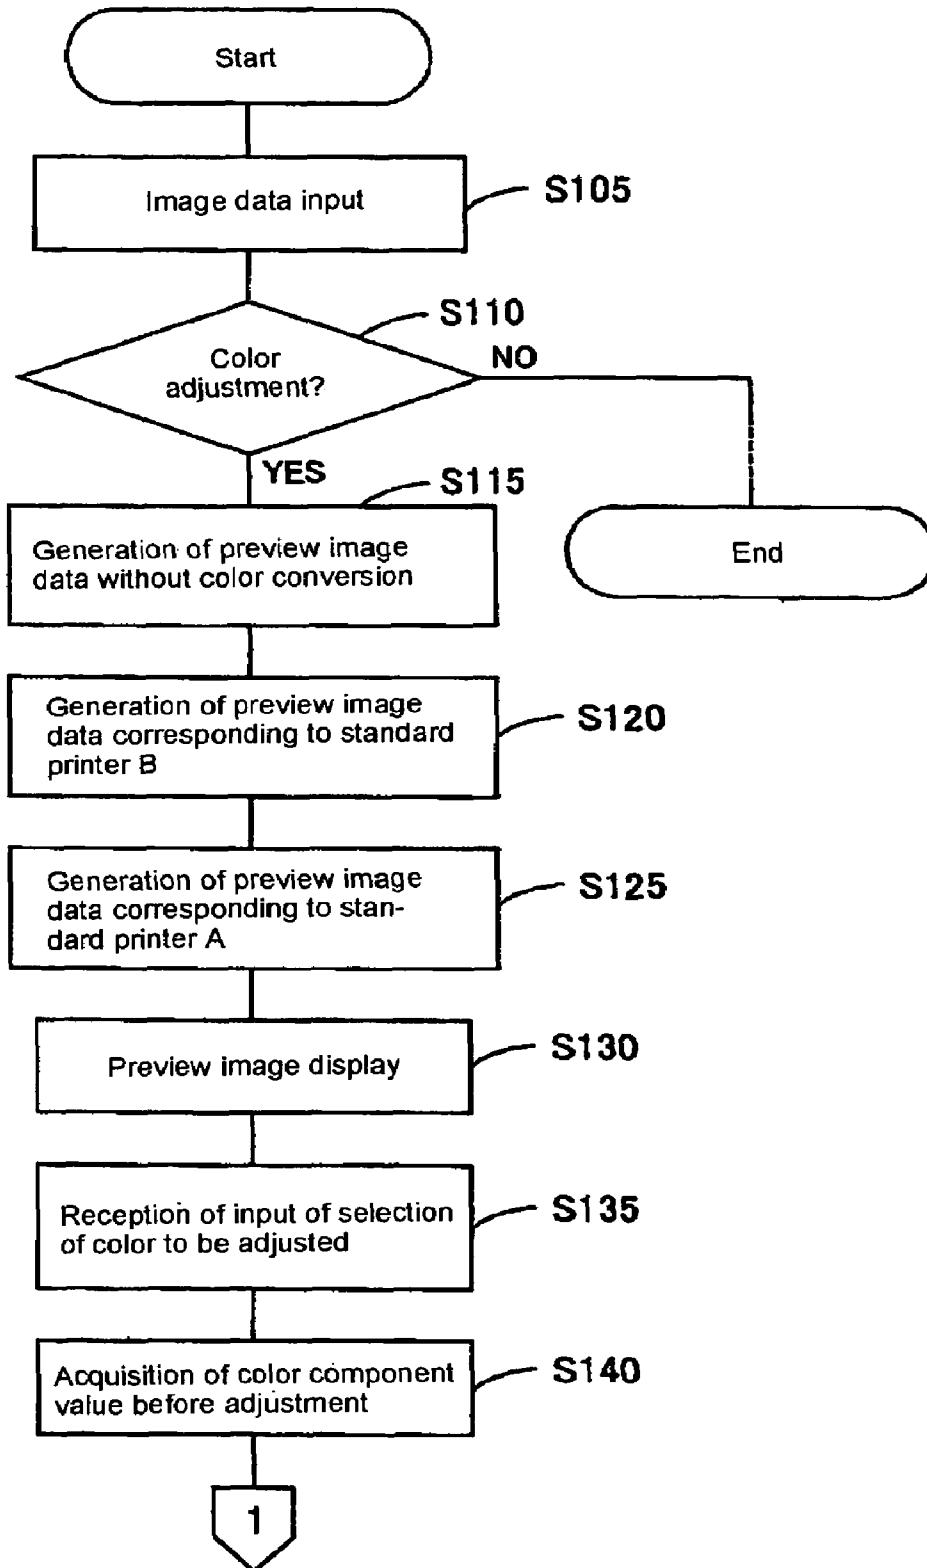 Start
Image data input
S105
S110
Color
adjustment?
NO
YES
S115
Generation of preview image
data without color conversion
End
Generation of preview image
data corresponding to standard
printer B
S120
Generation of preview image
data corresponding to stan-
dard printer A
S125
Preview image display
S130
Reception of input of selection
of color to be adjusted
S135
Acquisition of color component
value before adjustment
S140
1